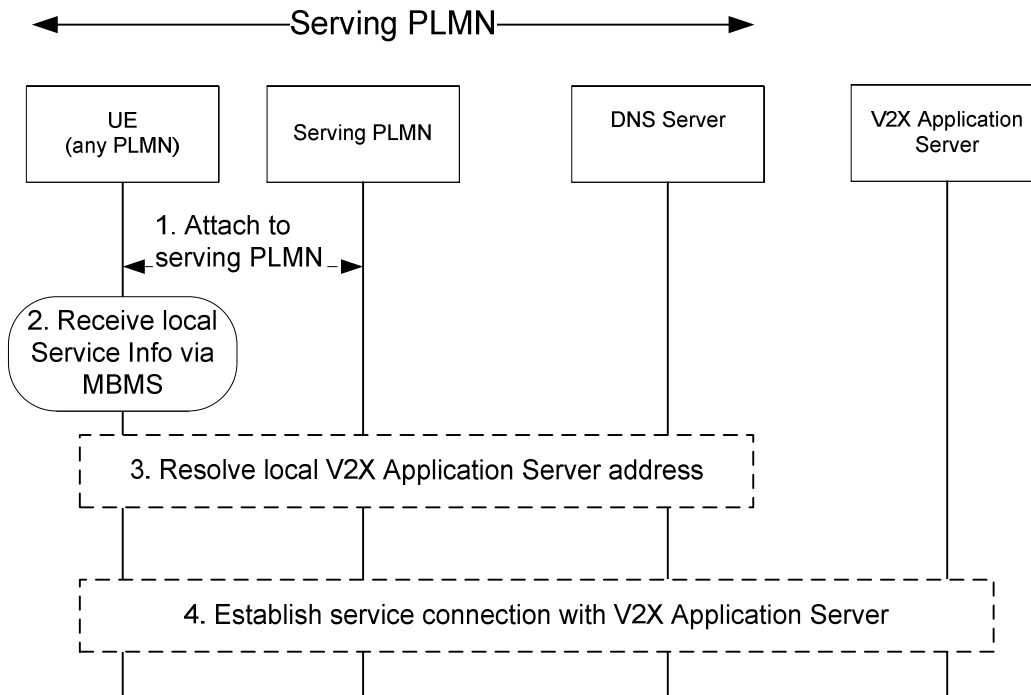 Serving PLMN
UE
(any PLMN)
Serving PLMN
DNS Server
V2X Application
Server
1. Attach to
serving PLMN
2. Receive local
Service Info via
MBMS
3. Resolve local V2X Application Server address
4. Establish service connection with V2X Application Server